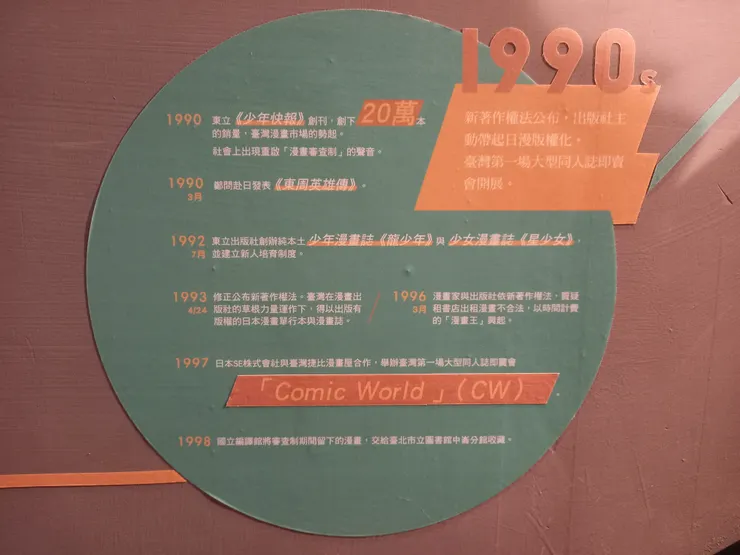 1990s
新著作權法公布，出版社主
動帶起日漫版權化，
臺灣第一場大型同人誌即賣
會開展。
1990 東立《少年快報》創刊，創下 20萬本
的銷量，臺灣漫畫市場的勢起。
社會上出現重啟「漫畫審查制」的聲音。
1990 鄭問赴日發表《東周英雄傳》。
3月
1992 東立出版社創辦純本土 少年漫畫誌《龍少年》與 少女漫畫誌《星少女》，
7月 並建立新人培育制度。
1993 修正公布新著作權法。臺灣在漫畫出
4/24 版社的草根力量運作下，得以出版有
版權的日本漫畫單行本與漫畫誌。
1996 漫畫家與出版社依新著作權法，質疑
3月 租書店出租漫畫不合法，以時間計費
的「漫畫王」興起。
1997 日本SE株式會社與臺灣捷比漫畫屋合作，舉辦臺灣第一場大型同人誌即賣會
「Comic World」(CW)。
1998 國立編譯館將審查制期間留下的漫畫，交給臺北市立圖書館中崙分館收藏。